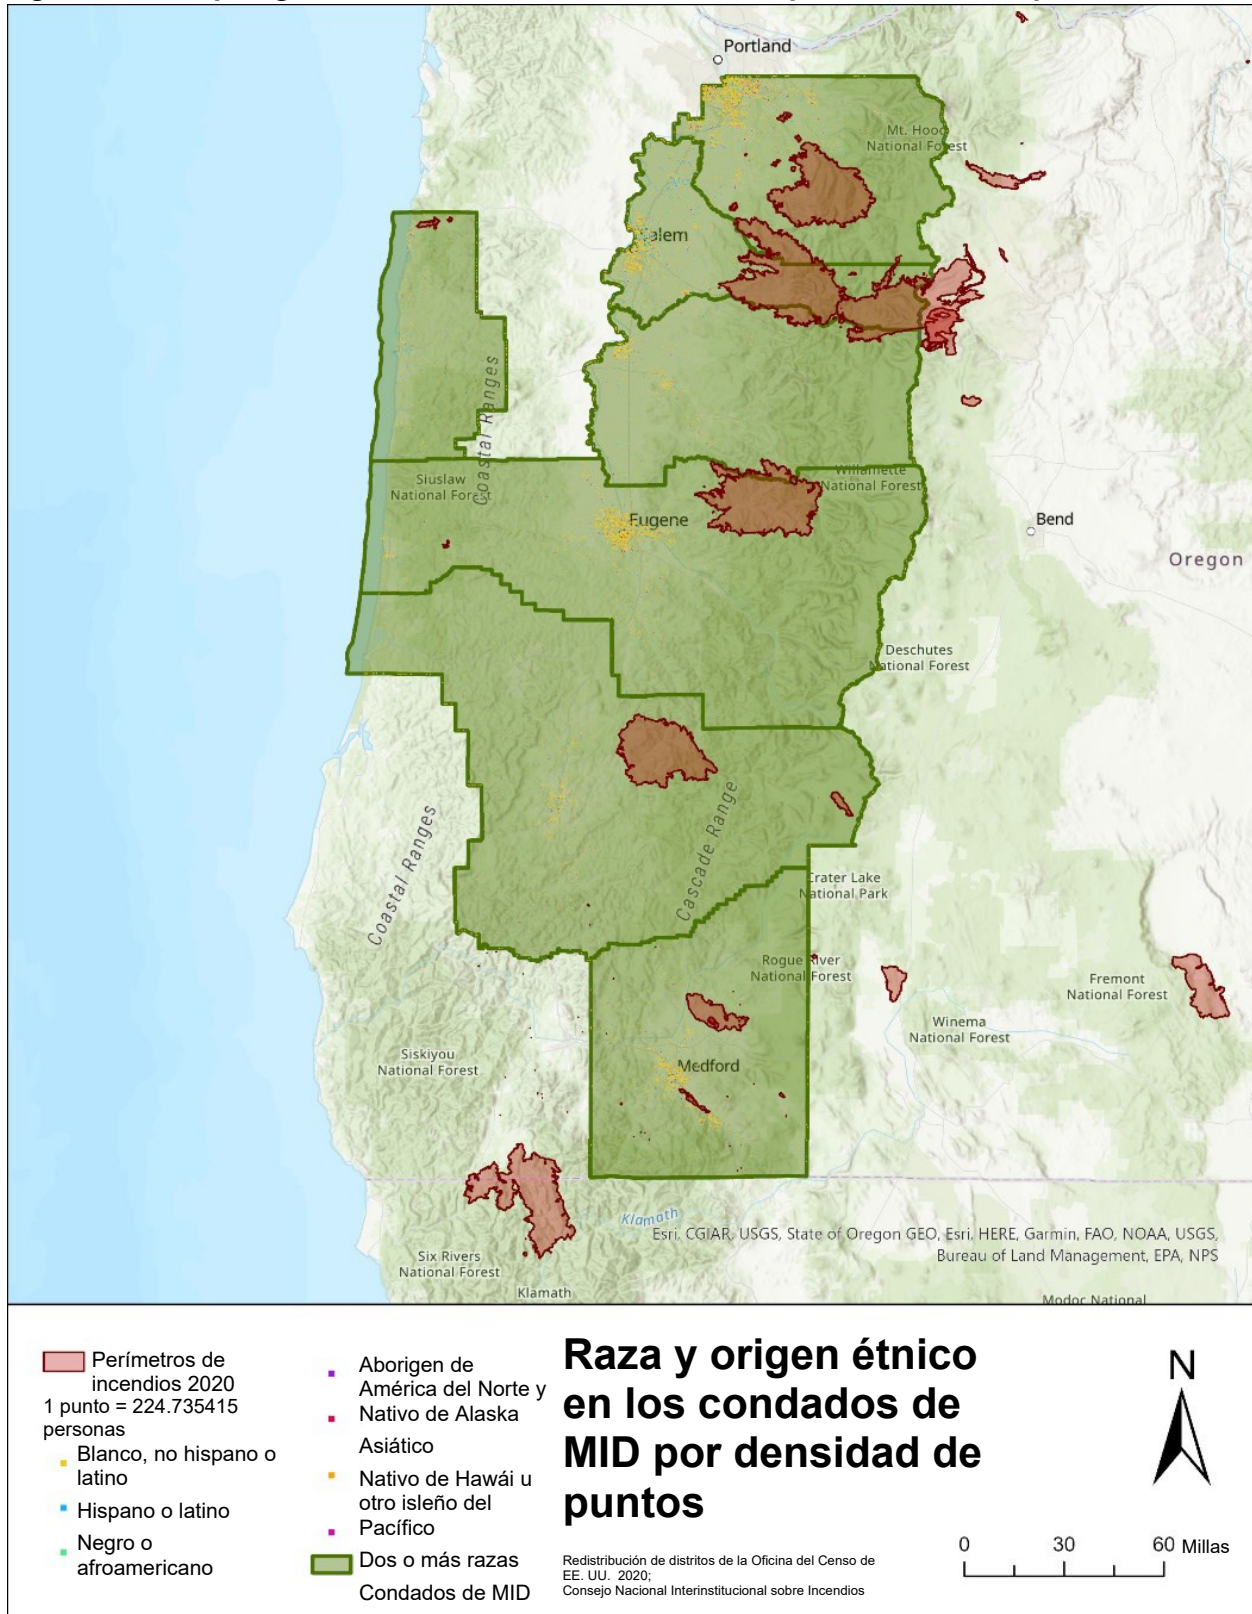 Portland
Mt. Hood
National Forest
Salem
Coastal Ranges
Siuslaw
National Forest
Willamette
National Forest
Eugene
Bend
Oregon
Deschutes
National Forest
Coastal Ranges
Cascade Range
Crater Lake
National Park
Rogue River
National Forest
Fremont
National Forest
Winema
National Forest
Siskiyou
National Forest
Medford
Klamath
Esri, CGIAR, USGS, State of Oregon GEO, Esri, HERE, Garmin, FAO, NOAA, USGS,
Bureau of Land Management, EPA, NPS
Six Rivers
National Forest
Klamath
Modoc National
Perímetros de
incendios 2020
1 punto = 224.735415
personas
Blanco, no hispano o
latino
Hispano o latino
Negro o
afroamericano
Aborigen de
América del Norte y
Nativo de Alaska
Asiático
Nativo de Hawái u
otro isleño del
Pacífico
Dos o más razas
Condados de MID
Raza y origen étnico
en los condados de
MID por densidad de
puntos
Redistribución de distritos de la Oficina del Censo de
EE. UU. 2020;
Consejo Nacional Interinstitucional sobre Incendios
N
0 30 60 Millas